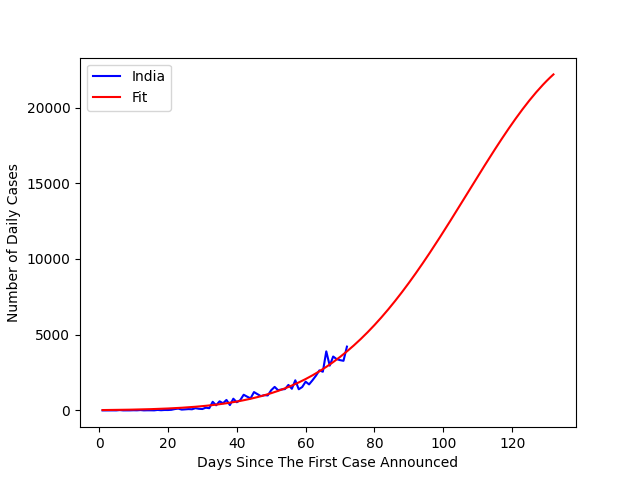 India
Fit
20000
15000
10000
5000
0
Number of Daily Cases
0 20 40 60 80 100 120
Days Since The First Case Announced